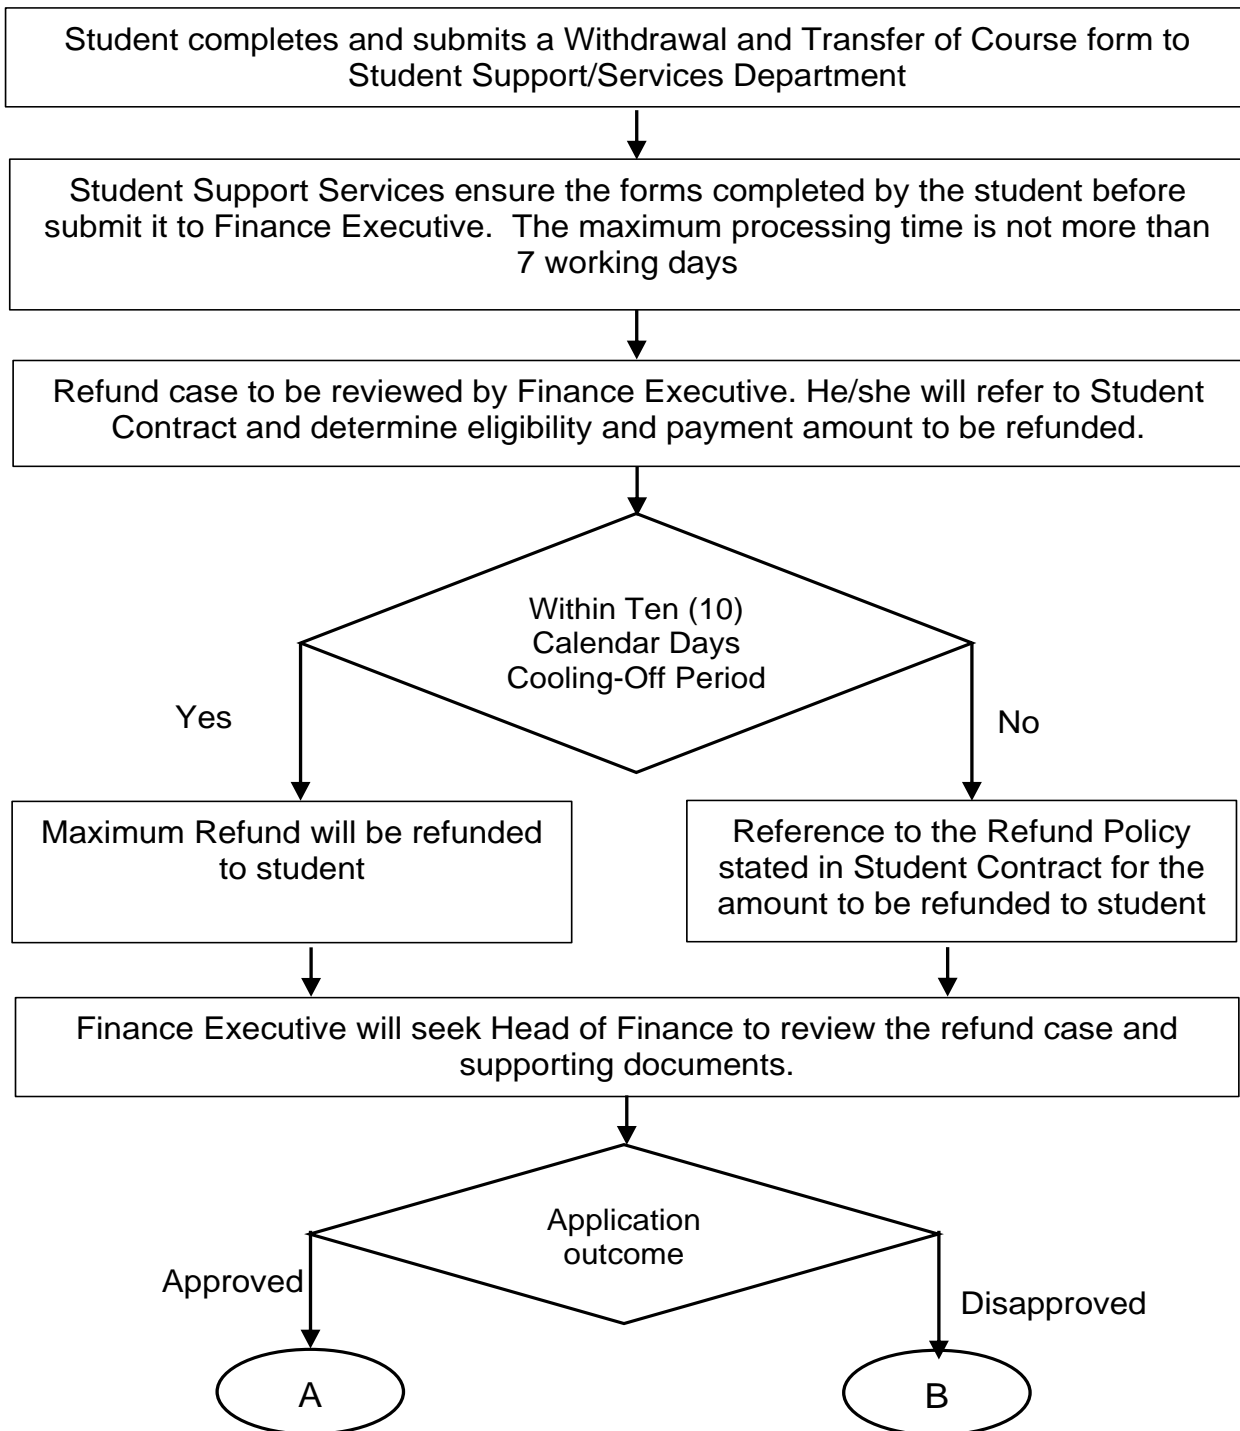 Student completes and submits a Withdrawal and Transfer of Course form to
Student Support/Services Department
Student Support Services ensure the forms completed by the student before
submit it to Finance Executive.  The maximum processing time is not more than
7 working days
Refund case to be reviewed by Finance Executive. He/she will refer to Student
Contract and determine eligibility and payment amount to be refunded.
Within Ten (10)
Calendar Days
Cooling-Off Period
Yes
No
Maximum Refund will be refunded
to student
Reference to the Refund Policy
stated in Student Contract for the
amount to be refunded to student
Finance Executive will seek Head of Finance to review the refund case and
supporting documents.
Application
outcome
Approved
Disapproved
A
B